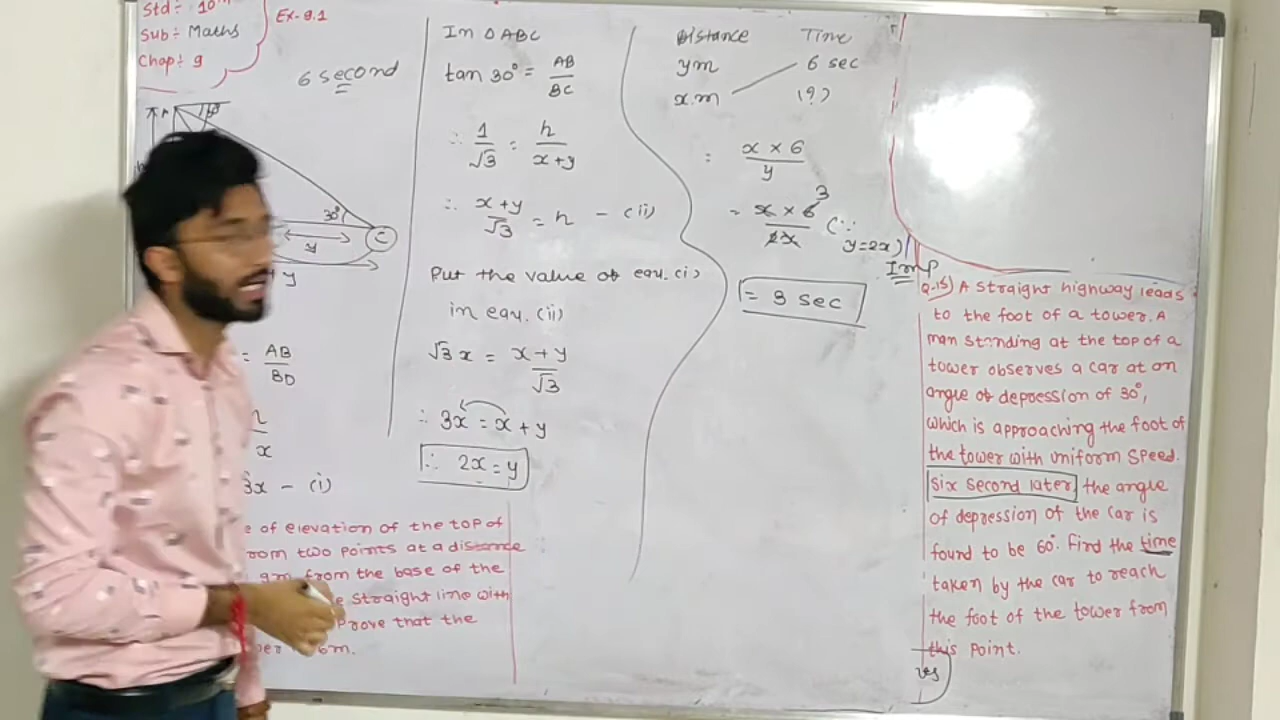 Std:- 10th
Sub:- Maths
Chap:- 9
Ex-9.1
6 second
30°
y
C
+ y
= AB
BD
h
x
3x - (i)
In △ABC
tan 30° = AB
BC
∴ 1/√3 = h/x+y
∴ x+y/√3 = h - (ii)
Put the value of equ. (i)
in equ. (ii)
√3 x = x+y/√3
∴ 3x = x + y
∴ 2x = y
e of elevation of the top of
rom two points at a distance
9m from the base of the
e straight line with
Prove that the
6m.
Distance Time
ym 6 sec
x m (?)
= x × 6/y
= x × 6/2x (∵ y=2x)
3
= 3 sec
Imp
Q.15) A straight highway leads
to the foot of a tower. A
man standing at the top of a
tower observes a car at an
angle of depression of 30°,
which is approaching the foot of
the tower with uniform speed.
Six second later, the angle
of depression of the car is
found to be 60°. Find the time
taken by the car to reach
the foot of the tower from
this point.